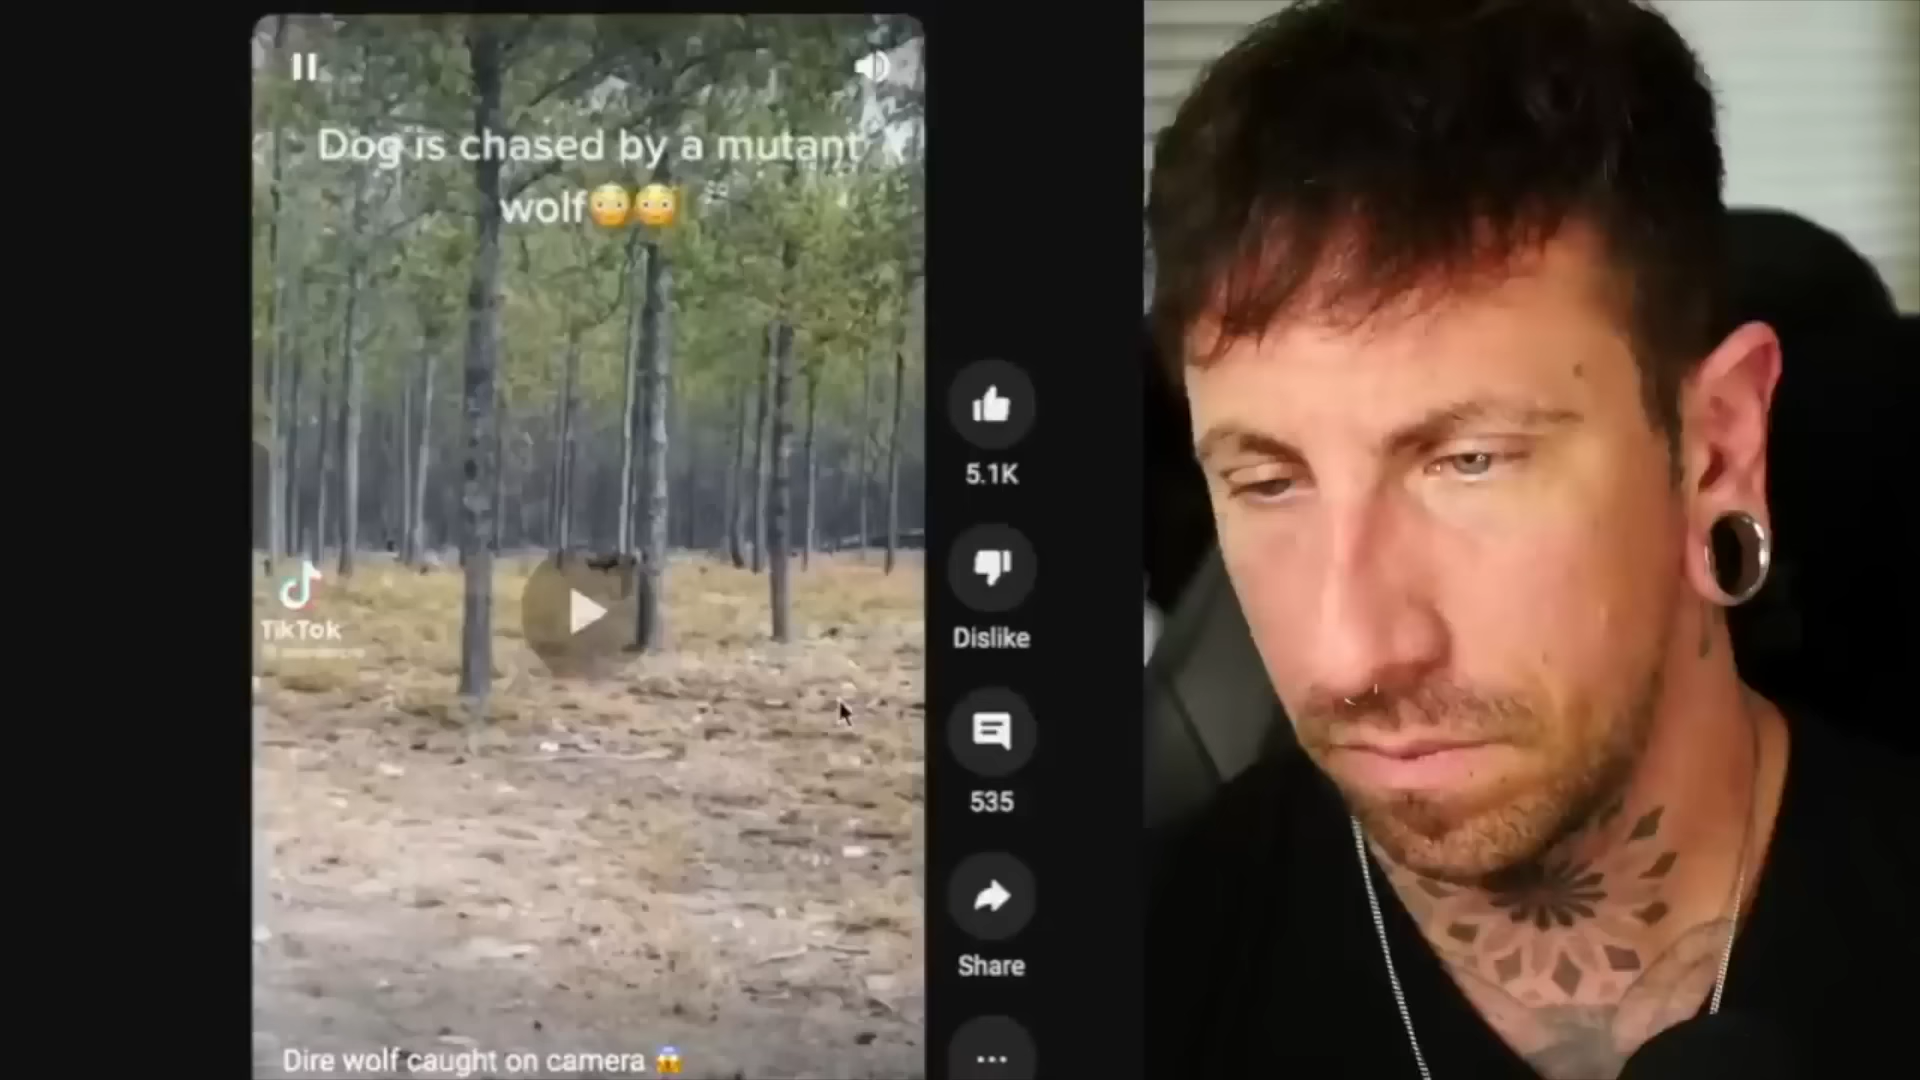 Dog is chased by a mutant
wolf😳😳
TikTok
5.1K
Dislike
535
Share
Dire wolf caught on camera 😱